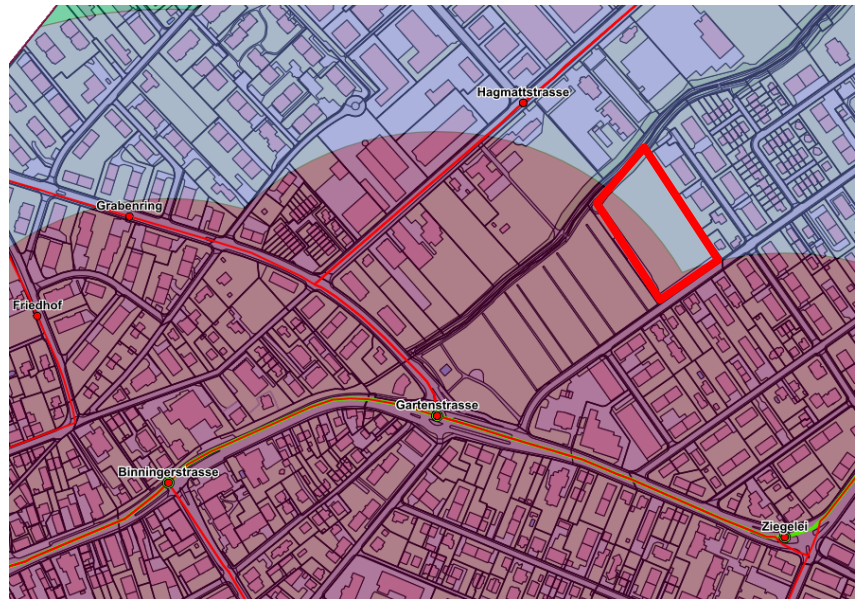 Hagmattstrasse
Grabenring
Friedhof
Gartenstrasse
Binningerstrasse
Ziegelei